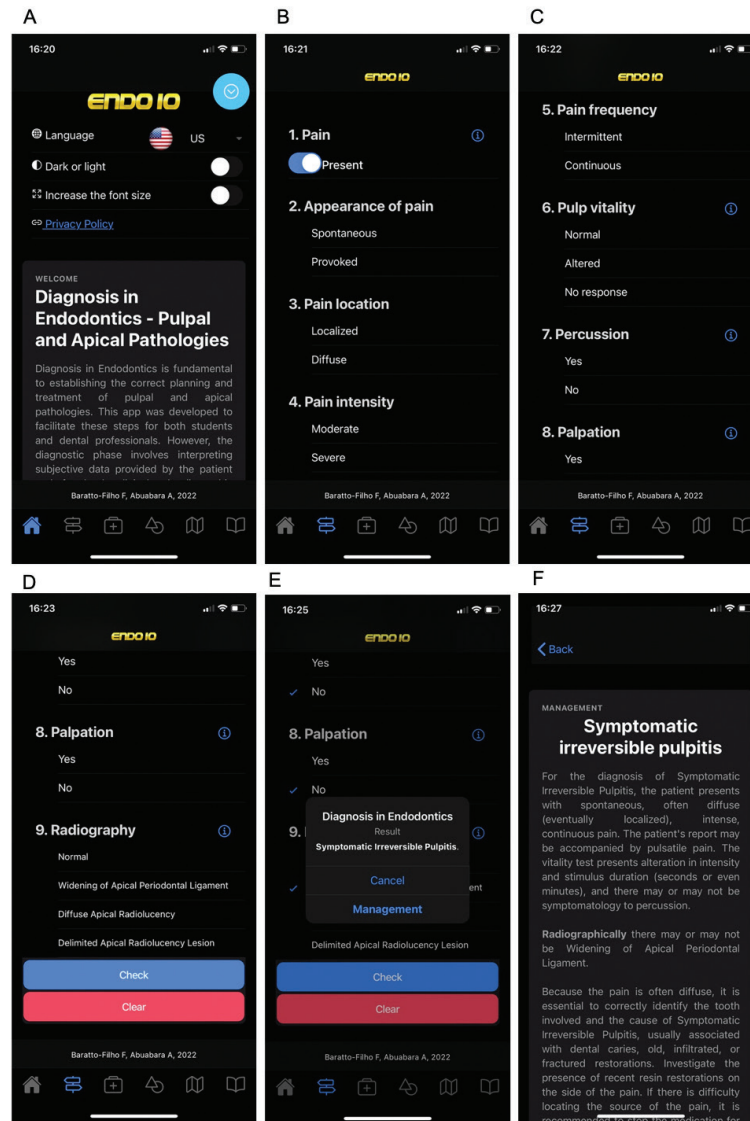 A
16:20
ENDO 10
Language
US
Dark or light
Increase the font size
Privacy Policy
WELCOME
Diagnosis in
Endodontics - Pulpal
and Apical Pathologies
Diagnosis in Endodontics is fundamental
to establishing the correct planning and
treatment of pulpal and apical
pathologies. This app was developed to
facilitate these steps for both students
and dental professionals. However, the
diagnostic phase involves interpreting
subjective data provided by the patient
Baratto-Filho F, Abuabara A, 2022
B
16:21
ENDO 10
1. Pain
Present
2. Appearance of pain
Spontaneous
Provoked
3. Pain location
Localized
Diffuse
4. Pain intensity
Moderate
Severe
Baratto-Filho F, Abuabara A, 2022
C
16:22
ENDO 10
5. Pain frequency
Intermittent
Continuous
6. Pulp vitality
Normal
Altered
No response
7. Percussion
Yes
No
8. Palpation
Yes
Baratto-Filho F, Abuabara A, 2022
D
16:23
ENDO 10
Yes
No
8. Palpation
Yes
No
9. Radiography
Normal
Widening of Apical Periodontal Ligament
Diffuse Apical Radiolucency
Delimited Apical Radiolucency Lesion
Check
Clear
Baratto-Filho F, Abuabara A, 2022
E
16:25
ENDO 10
Yes
No
8. Palpation
Yes
No
9.
Diagnosis in Endodontics
Result
Symptomatic Irreversible Pulpitis.
ent
Cancel
Management
Delimited Apical Radiolucency Lesion
Check
Clear
Baratto-Filho F, Abuabara A, 2022
F
16:27
Back
MANAGEMENT
Symptomatic
irreversible pulpitis
For the diagnosis of Symptomatic
Irreversible Pulpitis, the patient presents
with spontaneous, often diffuse
(eventually localized), intense,
continuous pain. The patient's report may
be accompanied by pulsatile pain. The
vitality test presents alteration in intensity
and stimulus duration (seconds or even
minutes), and there may or may not be
symptomatology to percussion.
Radiographically there may or may not
be Widening of Apical Periodontal
Ligament.
Because the pain is often diffuse, it is
essential to correctly identify the tooth
involved and the cause of Symptomatic
Irreversible Pulpitis, usually associated
with dental caries, old, infiltrated, or
fractured restorations. Investigate the
presence of recent resin restorations on
the side of the pain. If there is difficulty
locating the source of the pain, it is
recommended to stop the medication for